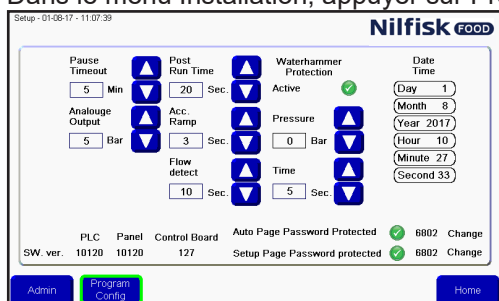 Dans le menu Installation, appuyer sur Pr
Setup - 01-08-17 - 11:07:39
Nilfisk FOOD
Pause Timeout
5 Min
Post Run Time
20 Sec.
Waterhammer Protection
Active
Date Time
Day 1
Month 8
Year 2017
Hour 10
Minute 27
Second 33
Analouge Output
5 Bar
Acc. Ramp
3 Sec.
Pressure
0 Bar
Flow detect
10 Sec.
Time
5 Sec.
PLC Panel Control Board
SW. ver. 10120 10120 127
Auto Page Password Protected 6802 Change
Setup Page Password protected 6802 Change
Admin
Program Config
Home